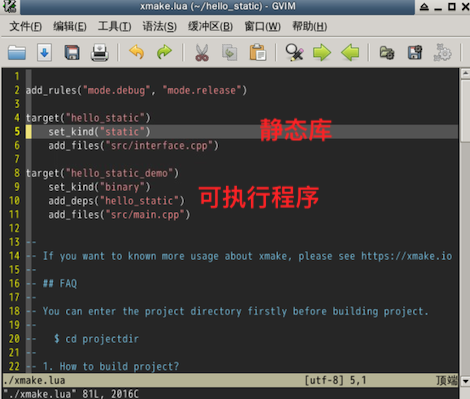 xmake.lua (~/hello_static) - GVIM
文件(F) 编辑(E) 工具(T) 语法(S) 缓冲区(B) 窗口(W) 帮助(H)
1
2 add_rules("mode.debug", "mode.release")
3
4 target("hello_static")
5 set_kind("static")
静态库
6 add_files("src/interface.cpp")
7
8 target("hello_static_demo")
9 set_kind("binary")
10 add_deps("hello_static")
可执行程序
11 add_files("src/main.cpp")
12
13 --
14 -- If you want to known more usage about xmake, please see https://xmake.io
15 --
16 -- ## FAQ
17 --
18 -- You can enter the project directory firstly before building project.
19 --
20 --   $ cd projectdir
21 --
22 -- 1. How to build project?
./xmake.lua [utf-8] 5,1 顶端
"./xmake.lua" 81L, 2016C